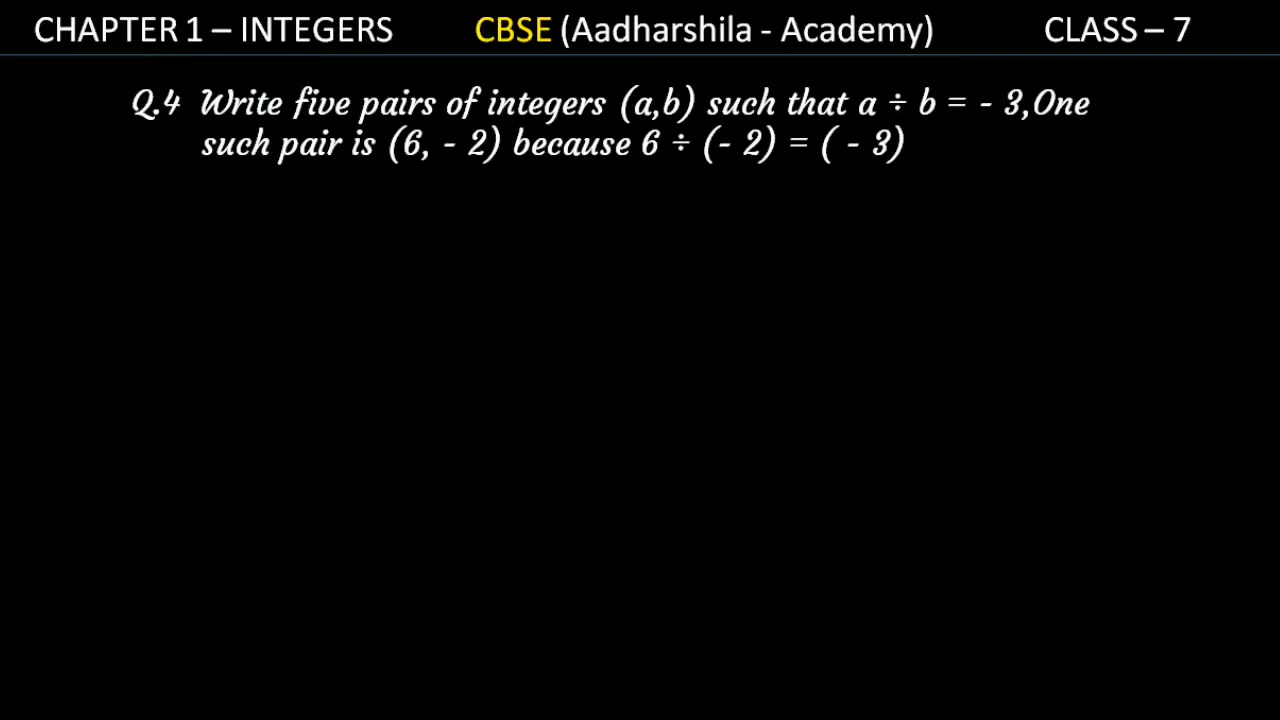 CHAPTER 1 – INTEGERS CBSE (Aadharshila - Academy) CLASS – 7
Q.4 Write five pairs of integers (a,b) such that a ÷ b = - 3,One
such pair is (6, - 2) because 6 ÷ (- 2) = ( - 3)